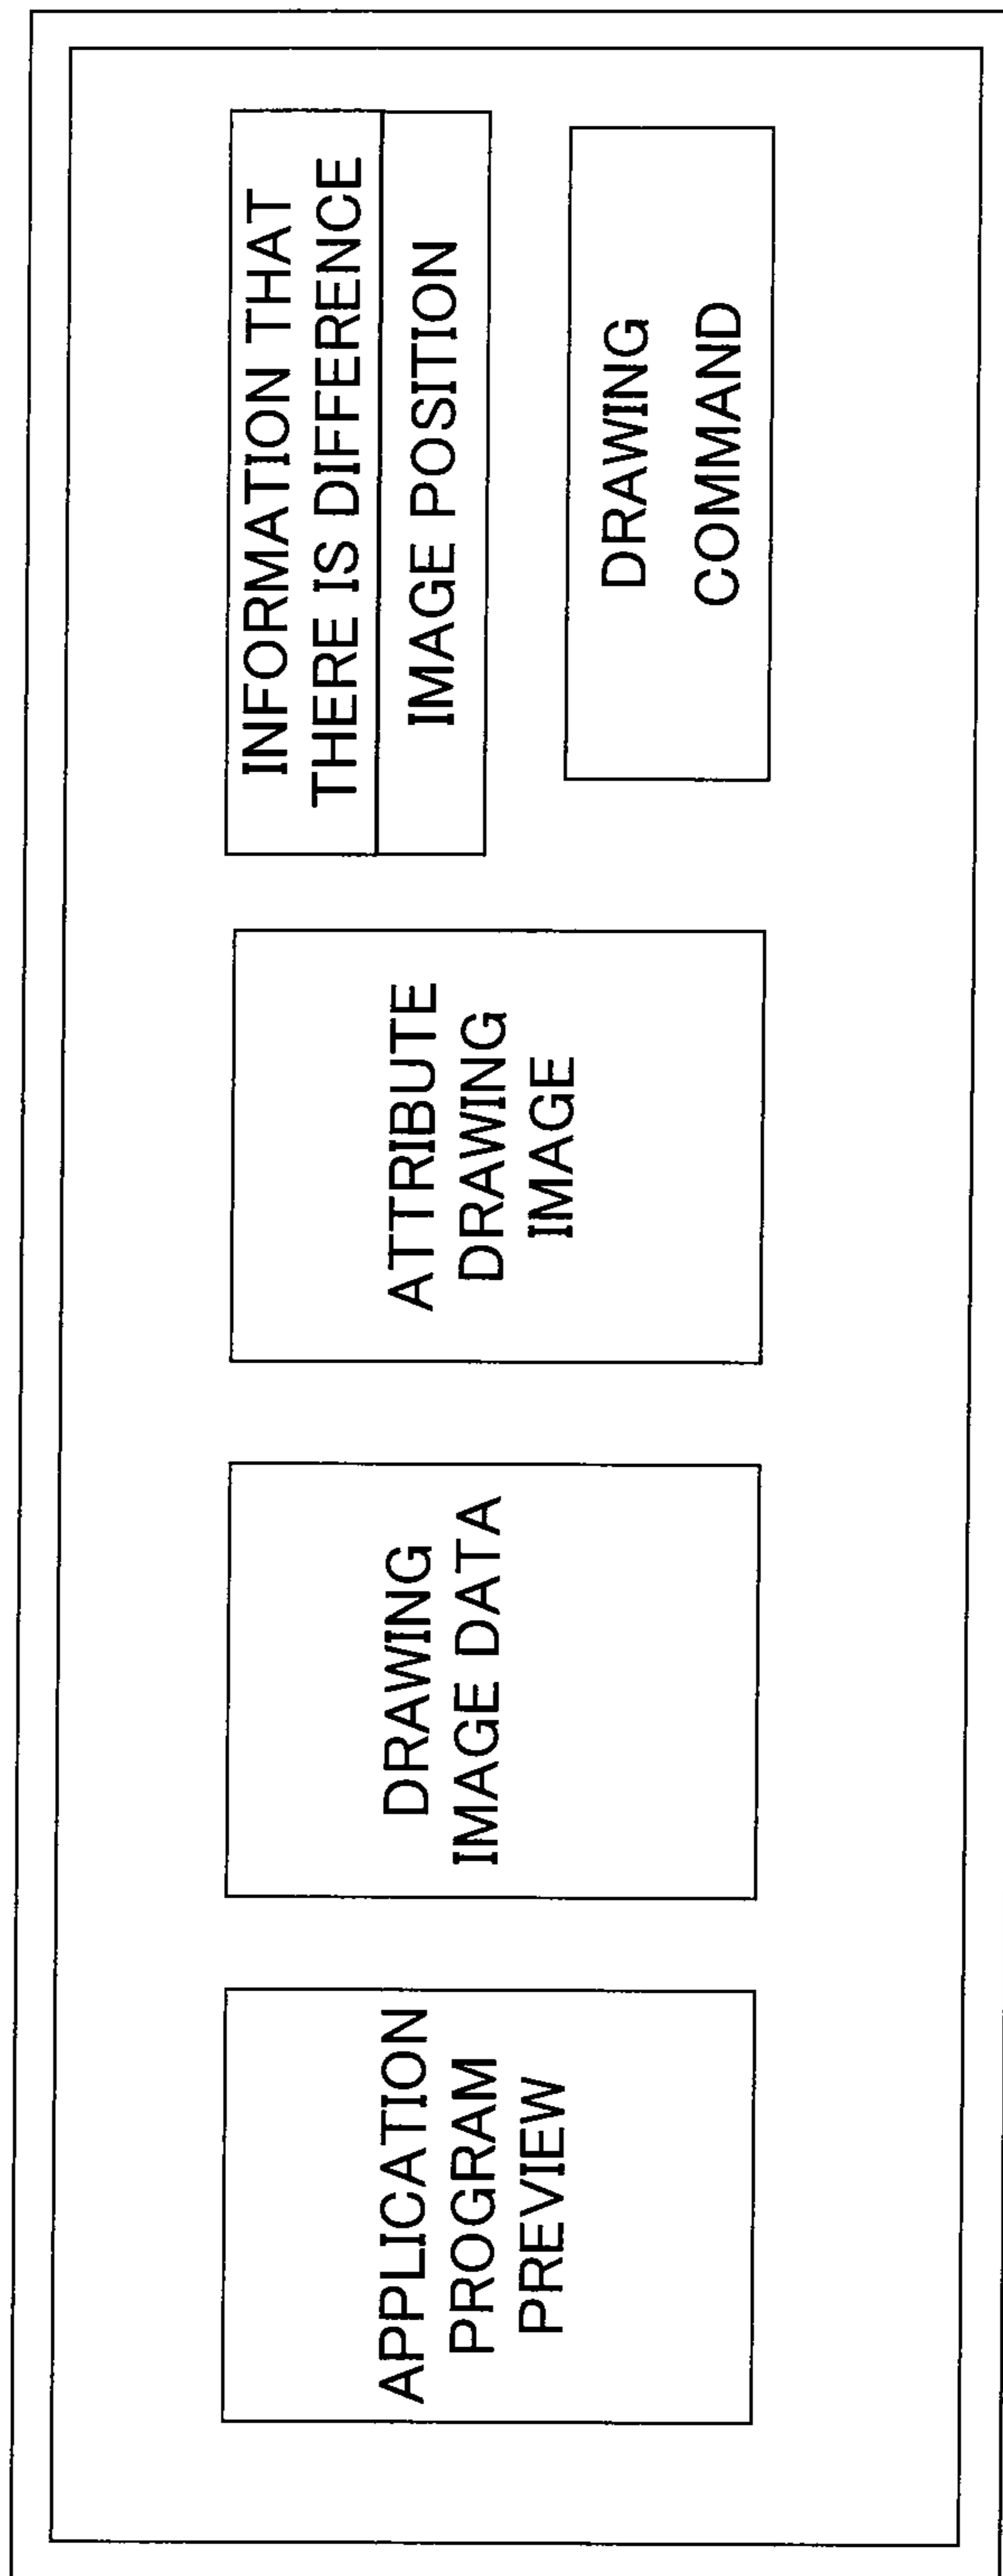 APPLICATION
PROGRAM
PREVIEW
DRAWING
IMAGE DATA
ATTRIBUTE
DRAWING
IMAGE
INFORMATION THAT
THERE IS DIFFERENCE
IMAGE POSITION
DRAWING
COMMAND